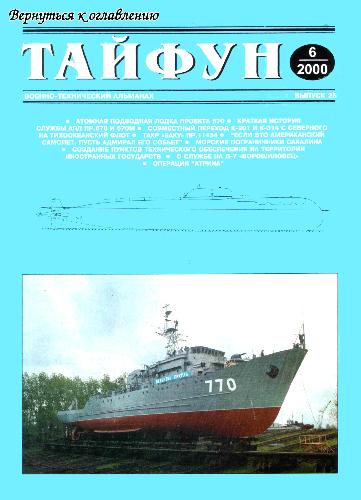 Вернуться к оглавлению
ТАЙФУН
6
2000
ВОЕННО-ТЕХНИЧЕСКИЙ АЛЬМАНАХ
ВЫПУСК 26
• АТОМНАЯ ПОДВОДНАЯ ЛОДКА ПРОЕКТА 670 • КРАТКАЯ ИСТОРИЯ
СЛУЖБЫ АПЛ ПР.670 И 670М • СОВМЕСТНЫЙ ПЕРЕХОД К-201 И К-314 С СЕВЕРНОГО
НА ТИХООКЕАНСКИЙ ФЛОТ • ТАКР «БАКУ» ПР.11434 • "ЕСЛИ ЭТО АМЕРИКАНСКИЙ
САМОЛЕТ, ПУСТЬ АДМИРАЛ ЕГО СОБЬЕТ" • МОРСКИЕ ПОГРАНИЧНИКИ САХАЛИНА
• СОЗДАНИЕ ПУНКТОВ ТЕХНИЧЕСКОГО ОБЕСПЕЧЕНИЯ НА ТЕРРИТОРИИ
ИНОСТРАННЫХ ГОСУДАРСТВ • О СЛУЖБЕ НА Л-7 «ВОРОШИЛОВЕЦ»
• ОПЕРАЦИЯ "АТРИНА"
770